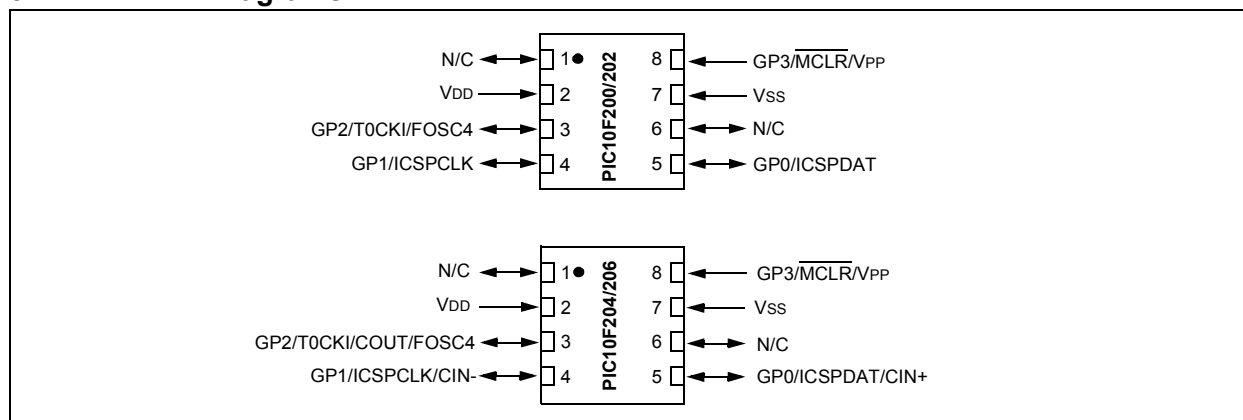 N/C 1 8 GP3/MCLR/VPP
VDD 2 7 VSS
GP2/T0CKI/FOSC4 3 6 N/C
GP1/ICSPCLK 4 5 GP0/ICSPDAT
PIC10F200/202
N/C 1 8 GP3/MCLR/VPP
VDD 2 7 VSS
GP2/T0CKI/COUT/FOSC4 3 6 N/C
GP1/ICSPCLK/CIN- 4 5 GP0/ICSPDAT/CIN+
PIC10F204/206